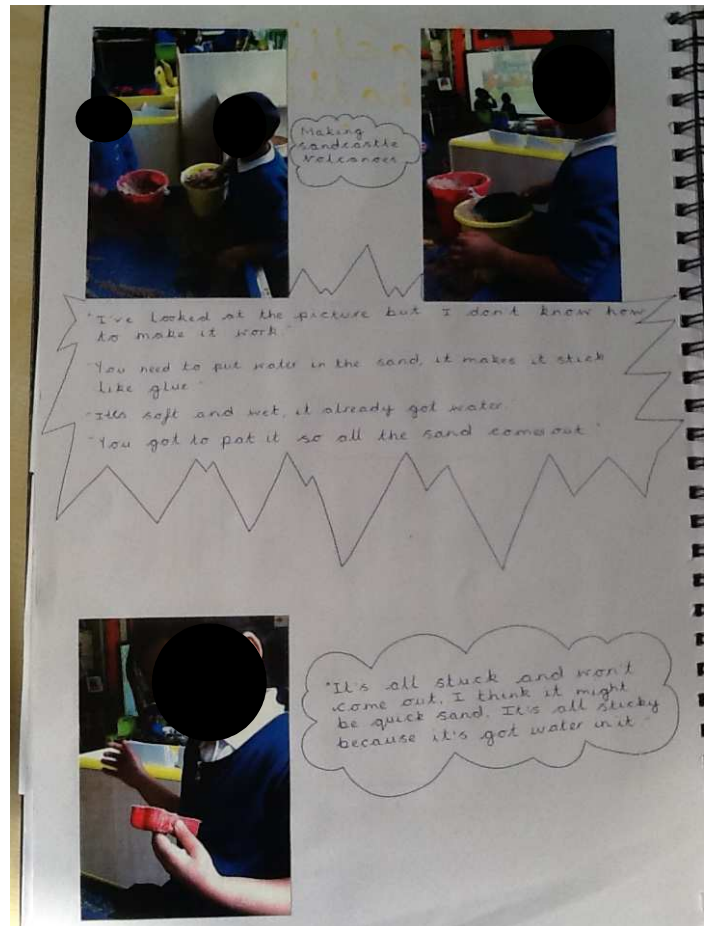 Making
sandcastle
volcanoes
"I've looked at the picture but I don't know how
to make it work."
"You need to put water in the sand, it makes it stick
like glue."
"Its soft and wet, it already got water."
"You got to pat it so all the sand comes out."
"It's all stuck and won't
come out, I think it might
be quick sand. It's all sticky
because it's got water in it."